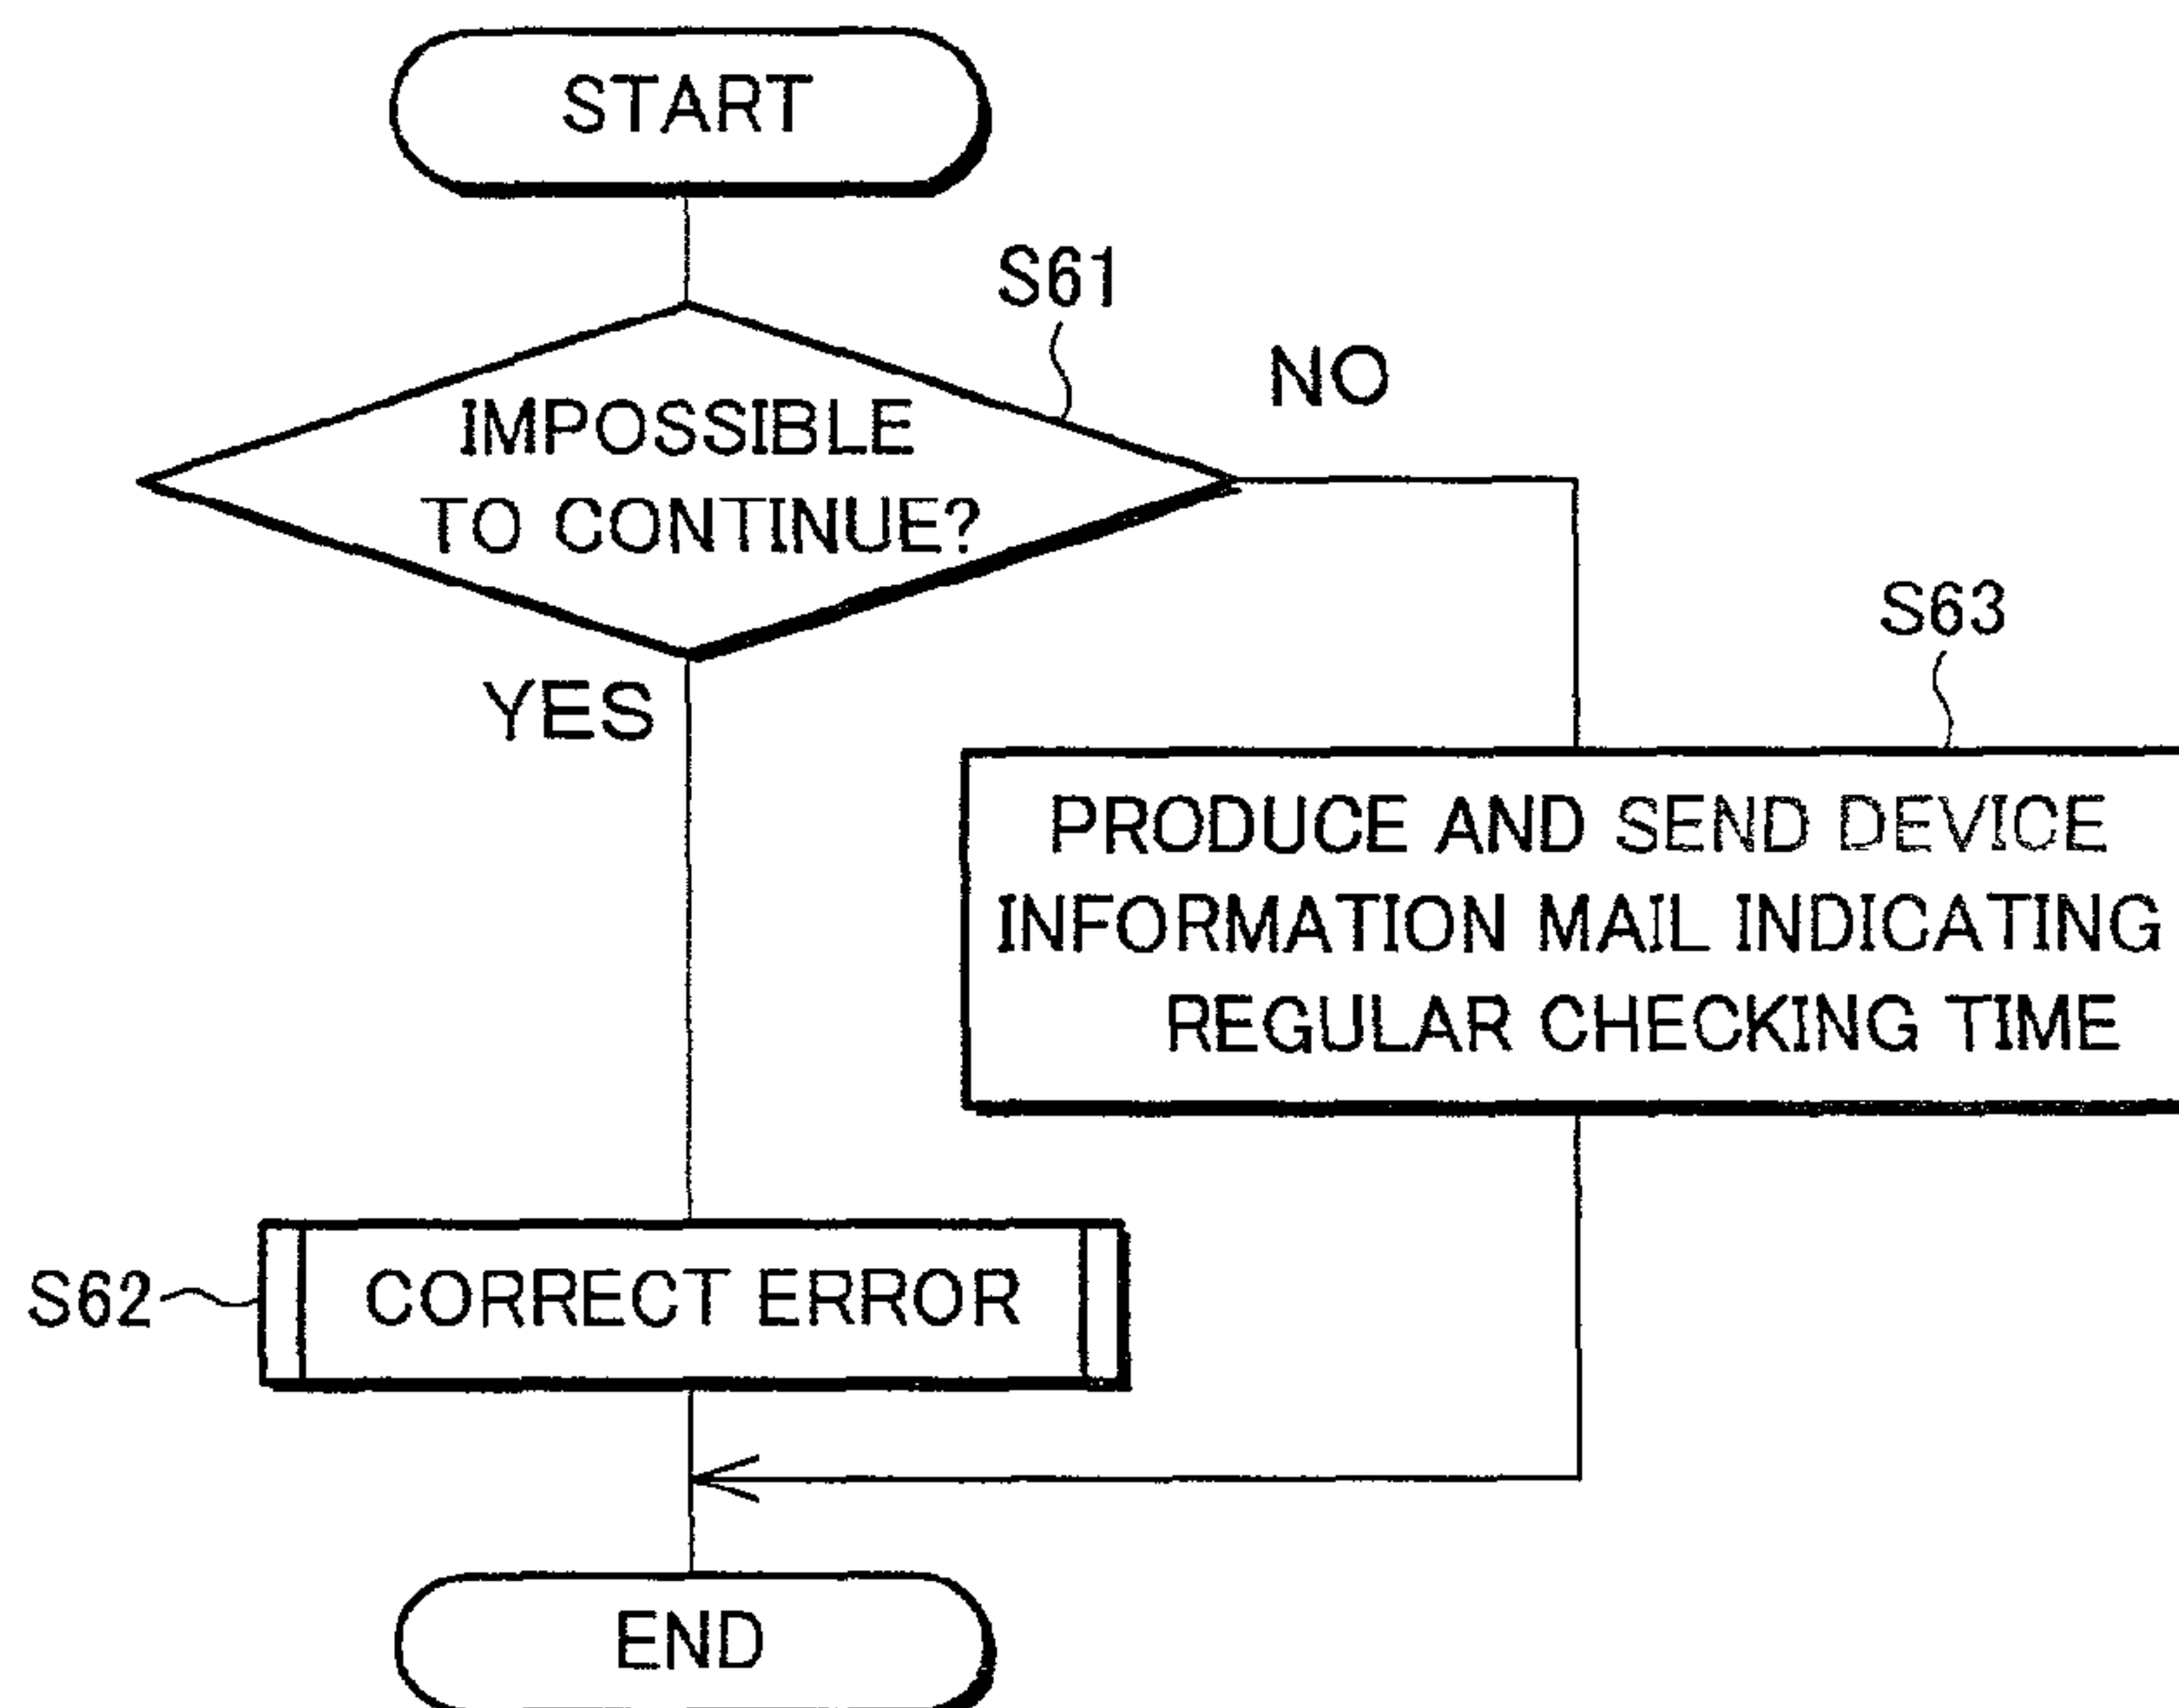 START
S61
NO
IMPOSSIBLE
TO CONTINUE?
S63
YES
PRODUCE AND SEND DEVICE
INFORMATION MAIL INDICATING
REGULAR CHECKING TIME
S62
CORRECT ERROR
END